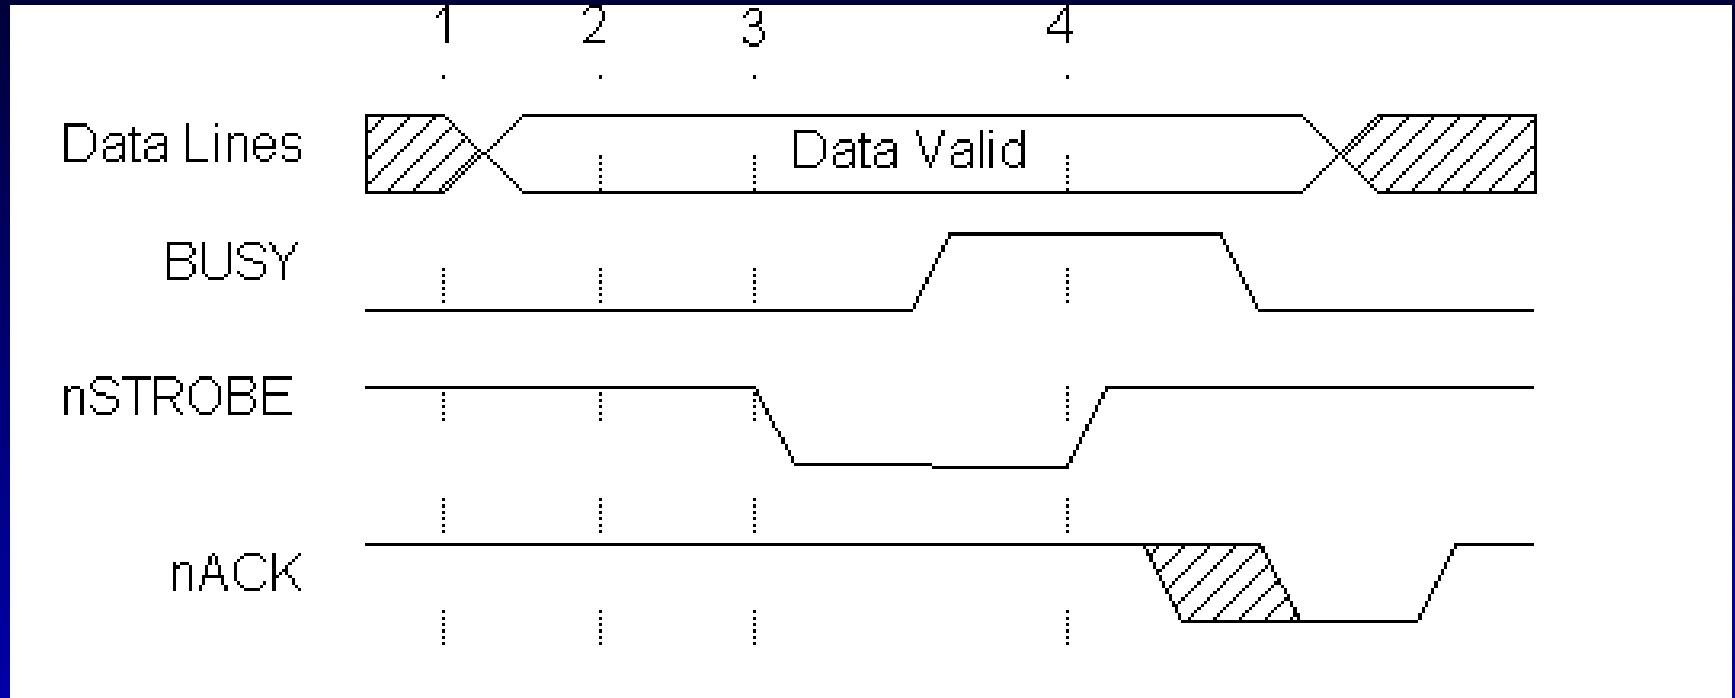 1 2 3 4
Data Lines
Data Valid
BUSY
nSTROBE
nACK